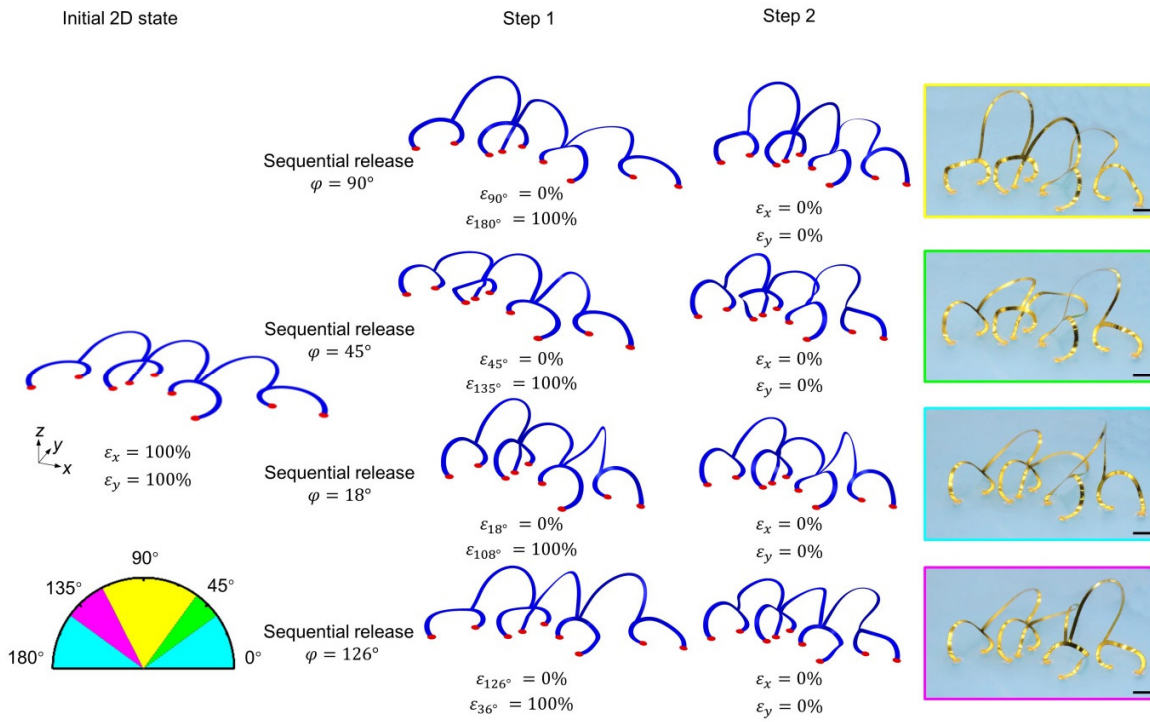 Initial 2D state
Step 1
Step 2
Sequential release
φ = 90°
ε90° = 0%
ε180° = 100%
εx = 0%
εy = 0%
Sequential release
φ = 45°
ε45° = 0%
ε135° = 100%
εx = 0%
εy = 0%
z
y
x
εx = 100%
εy = 100%
Sequential release
φ = 18°
ε18° = 0%
ε108° = 100%
εx = 0%
εy = 0%
90°
135°
45°
180°
0°
Sequential release
φ = 126°
ε126° = 0%
ε36° = 100%
εx = 0%
εy = 0%